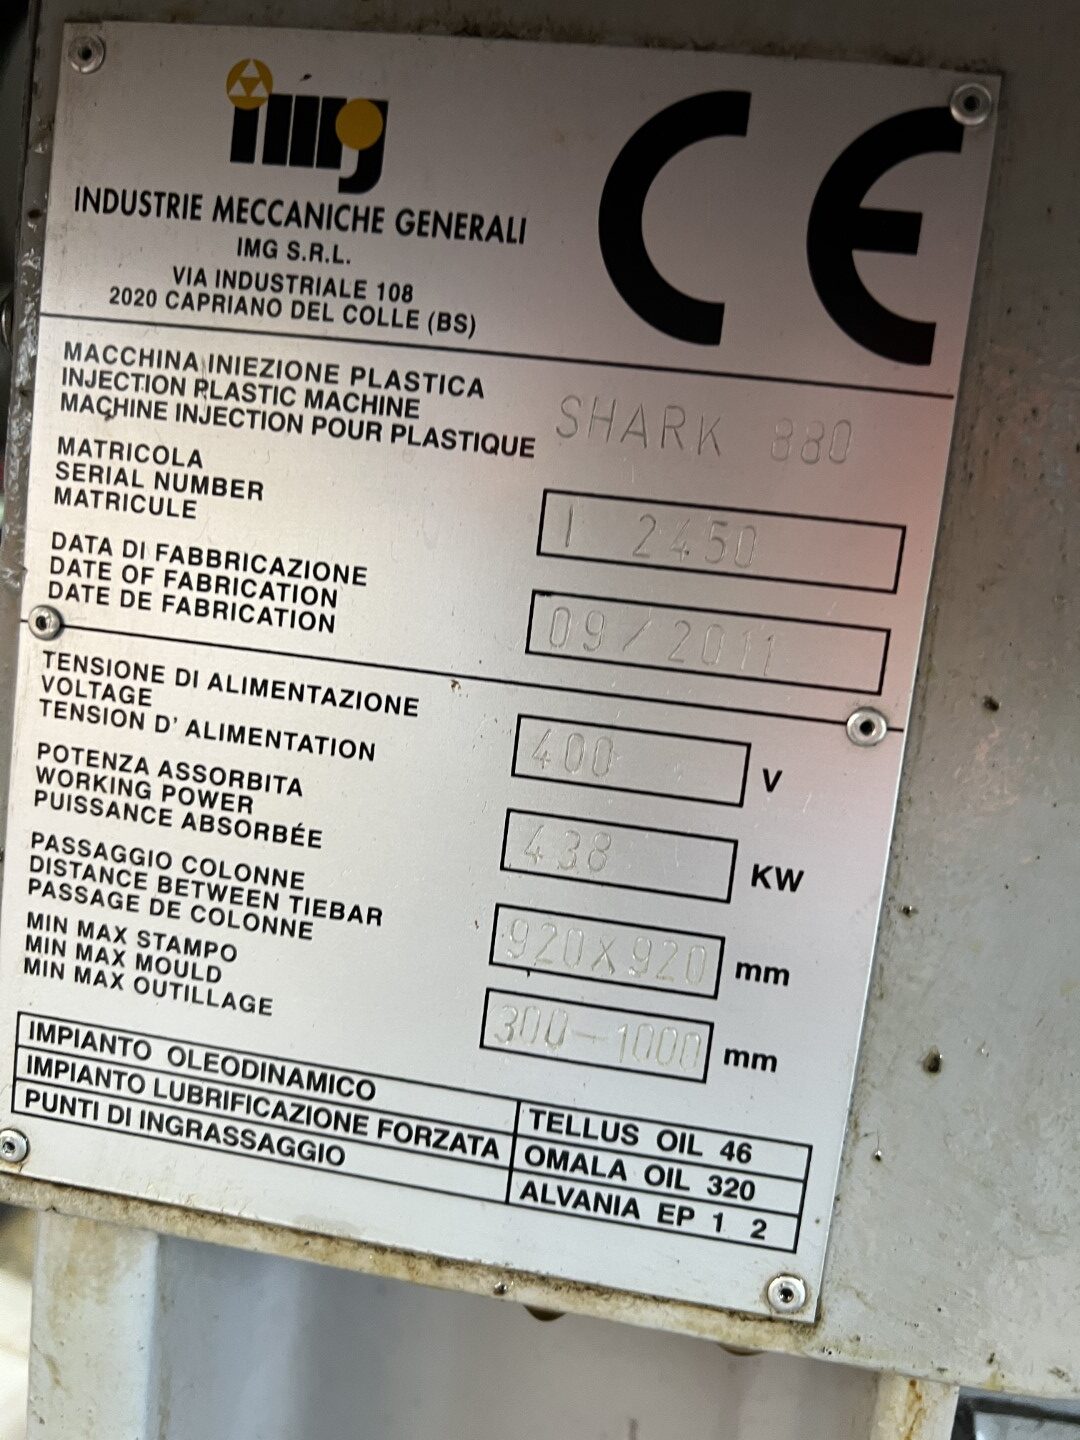 img
CE
INDUSTRIE MECCANICHE GENERALI
IMG S.R.L.
VIA INDUSTRIALE 108
2020 CAPRIANO DEL COLLE (BS)
MACCHINA INIEZIONE PLASTICA
INJECTION PLASTIC MACHINE
MACHINE INJECTION POUR PLASTIQUE
SHARK 880
MATRICOLA
SERIAL NUMBER
MATRICULE
I 2450
DATA DI FABBRICAZIONE
DATE OF FABRICATION
DATE DE FABRICATION
09/2011
TENSIONE DI ALIMENTAZIONE
VOLTAGE
TENSION D' ALIMENTATION
400 V
POTENZA ASSORBITA
WORKING POWER
PUISSANCE ABSORBÉE
438 KW
PASSAGGIO COLONNE
DISTANCE BETWEEN TIEBAR
PASSAGE DE COLONNE
920X920 mm
MIN MAX STAMPO
MIN MAX MOULD
MIN MAX OUTILLAGE
300-1000 mm
IMPIANTO OLEODINAMICO TELLUS OIL 46
IMPIANTO LUBRIFICAZIONE FORZATA OMALA OIL 320
PUNTI DI INGRASSAGGIO ALVANIA EP 1 2